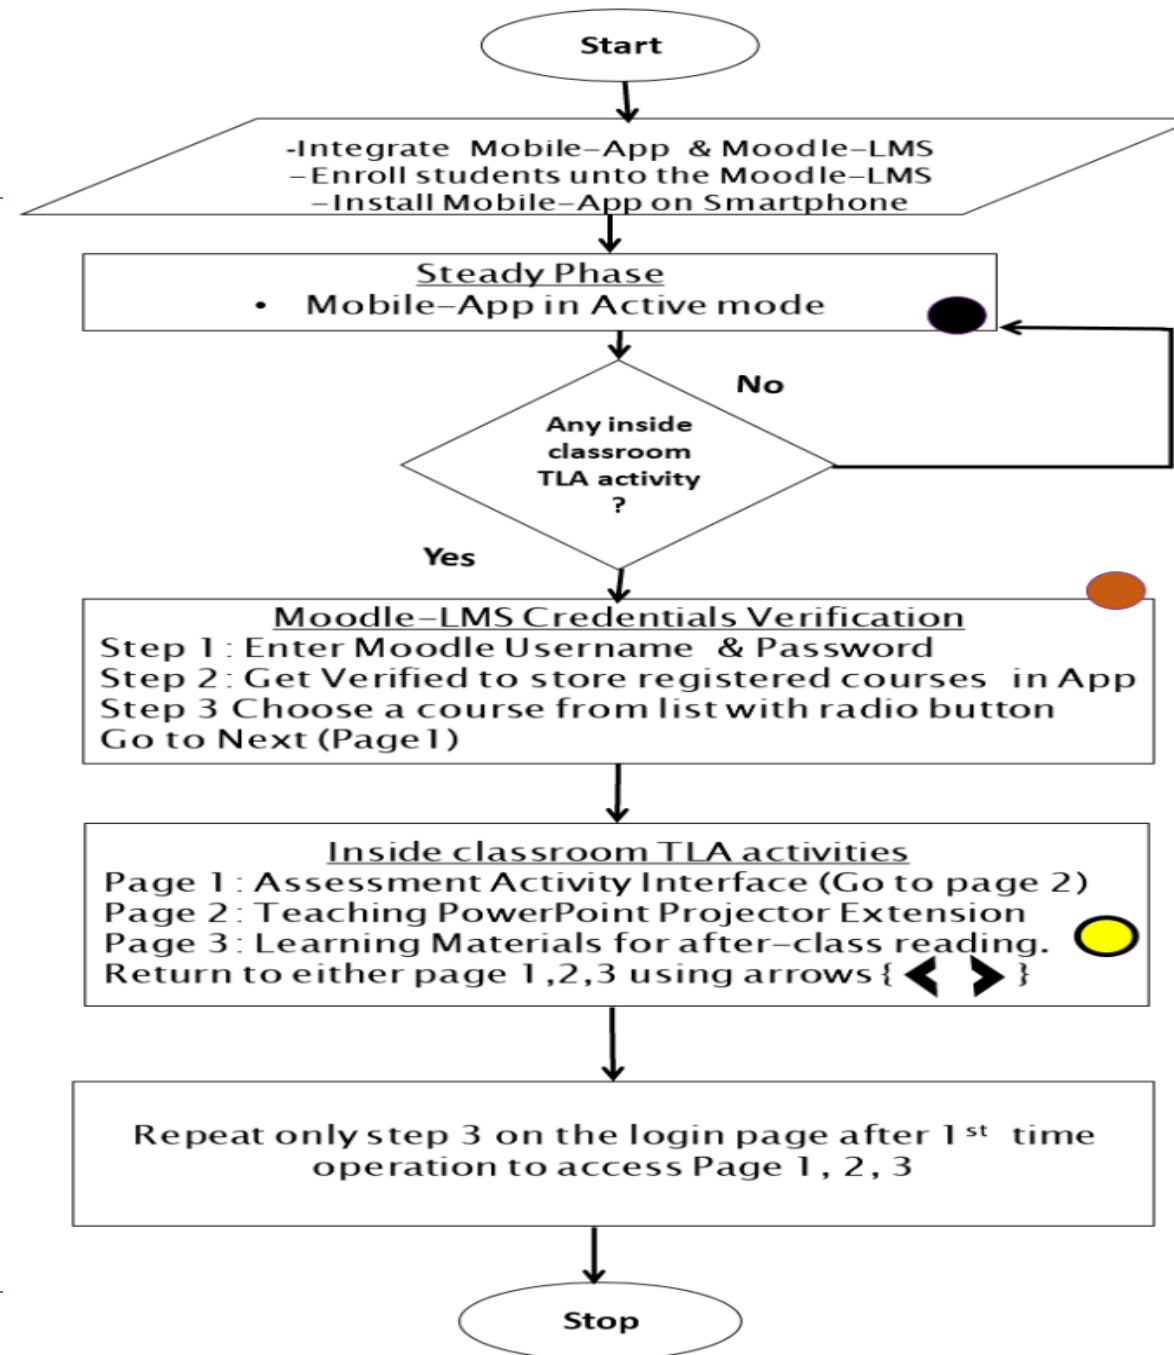 Start
-Integrate Mobile-App & Moodle-LMS
-Enroll students unto the Moodle-LMS
-Install Mobile-App on Smartphone
Steady Phase
• Mobile-App in Active mode
No
Any inside
classroom
TLA activity
?
Yes
Moodle-LMS Credentials Verification
Step 1: Enter Moodle Username & Password
Step 2: Get Verified to store registered courses in App
Step 3 Choose a course from list with radio button
Go to Next (Page1)
Inside classroom TLA activities
Page 1: Assessment Activity Interface (Go to page 2)
Page 2: Teaching PowerPoint Projector Extension
Page 3: Learning Materials for after-class reading.
Return to either page 1,2,3 using arrows { < > }
Repeat only step 3 on the login page after 1st time
operation to access Page 1, 2, 3
Stop